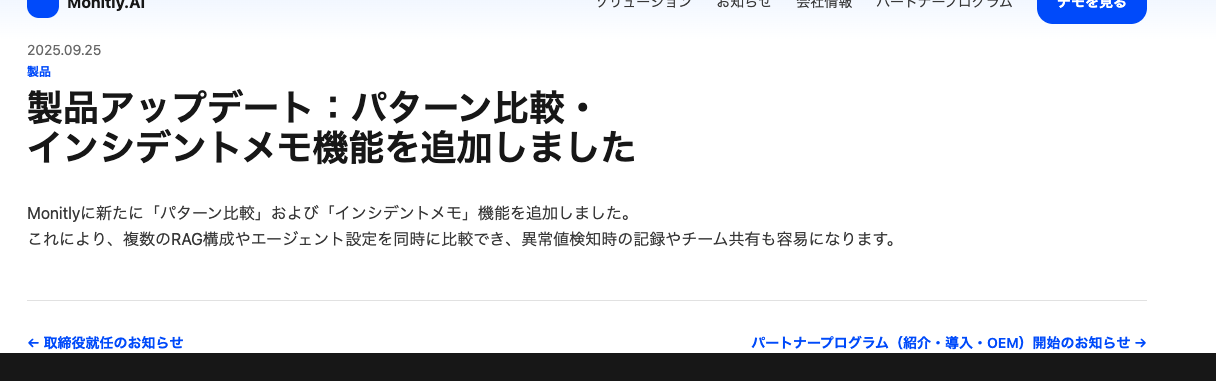 Monitly.AI
ソリューション お知らせ 会社情報 パートナープログラム デモを見る
2025.09.25
製品
製品アップデート：パターン比較・
インシデントメモ機能を追加しました
Monitlyに新たに「パターン比較」および「インシデントメモ」機能を追加しました。
これにより、複数のRAG構成やエージェント設定を同時に比較でき、異常値検知時の記録やチーム共有も容易になります。
← 取締役就任のお知らせ
パートナープログラム（紹介・導入・OEM）開始のお知らせ →